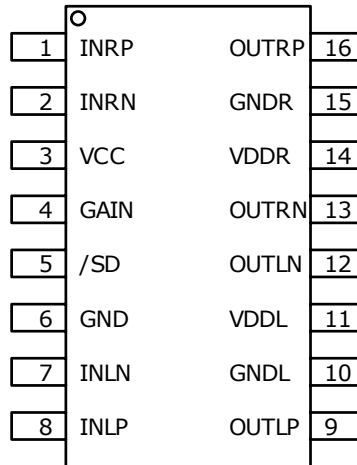 1 INRP OUTRP 16
2 INRN GNDR 15
3 VCC VDDR 14
4 GAIN OUTRN 13
5 /SD OUTLN 12
6 GND VDDL 11
7 INLN GNDL 10
8 INLP OUTLP 9